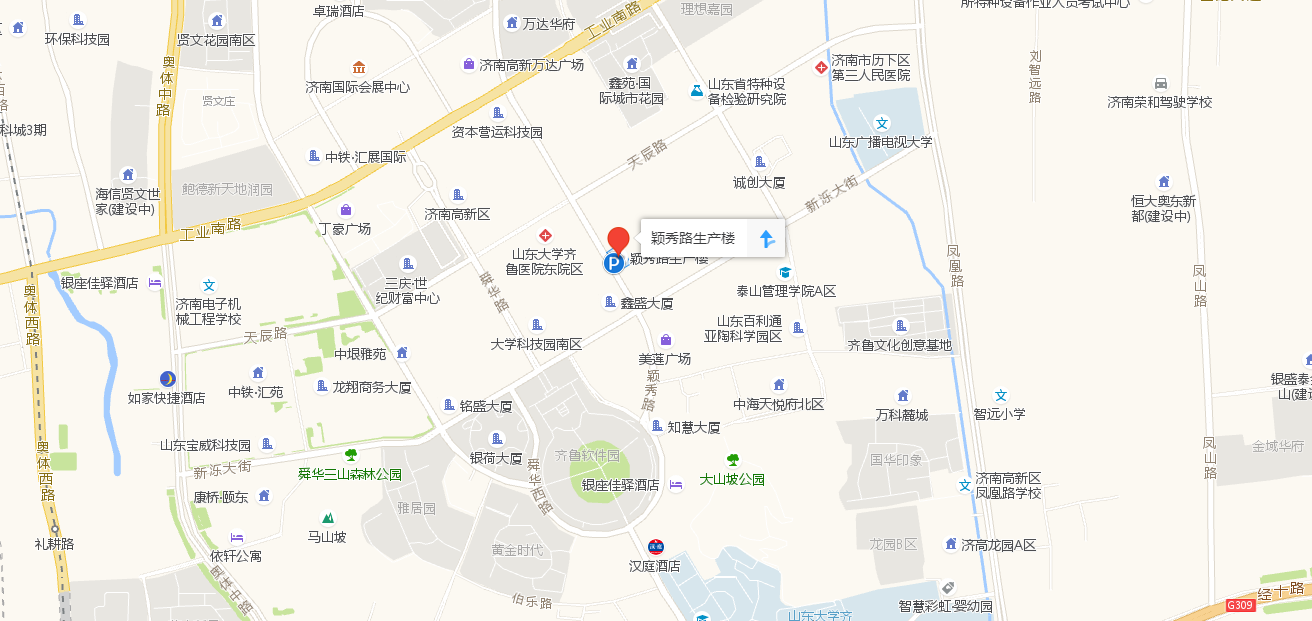 卓瑞酒店
理想嘉园
所特种设备作业人员考试中心
环保科技园
贤文花园南区
万达华府
工业南路
奥体中路
济南国际会展中心
济南高新万达广场
鑫苑·国
际城市花园
山东省特种设
备检验研究院
济南市历下区
第三人民医院
刘智远路
济南荣和驾驶学校
贤文庄
科城3期
资本营运科技园
山东广播电视大学
天辰路
中铁·汇展国际
诚创大厦
新泺大街
海信贤文世
家(建设中)
鲍德新天地润园
济南高新区
恒大奥东新
都(建设中)
丁豪广场
工业南路
颖秀路生产楼
颖秀路生产楼
山东大学齐
鲁医院东院区
凤凰路
凤山路
银座佳驿酒店
济南电子机
械工程学校
三庆·世
纪财富中心
舜华路
鑫盛大厦
泰山管理学院A区
奥体西路
天辰路
大学科技园南区
山东百利通
亚陶科学园区
齐鲁文化创意基地
中垠雅苑
美莲广场
颖秀路
如家快捷酒店
中铁·汇苑
龙翔商务大厦
铭盛大厦
中海天悦府北区
万科麓城
智远小学
银盛泰金
山(建设
知慧大厦
山东宝威科技园
银荷大厦
齐鲁软件园
国华印象
金域华府
凤山路
奥体西路
新泺大街
舜华三山森林公园
舜华西路
银座佳驿酒店
大山坡公园
济南高新区
凤凰路学校
康桥·颐东
雅居园
马山坡
礼耕路
依轩公寓
黄金时代
汉庭酒店
龙园B区
济高龙园A区
奥体中路
伯乐路
智慧彩虹·婴幼园
山东大学齐
经十路
G309